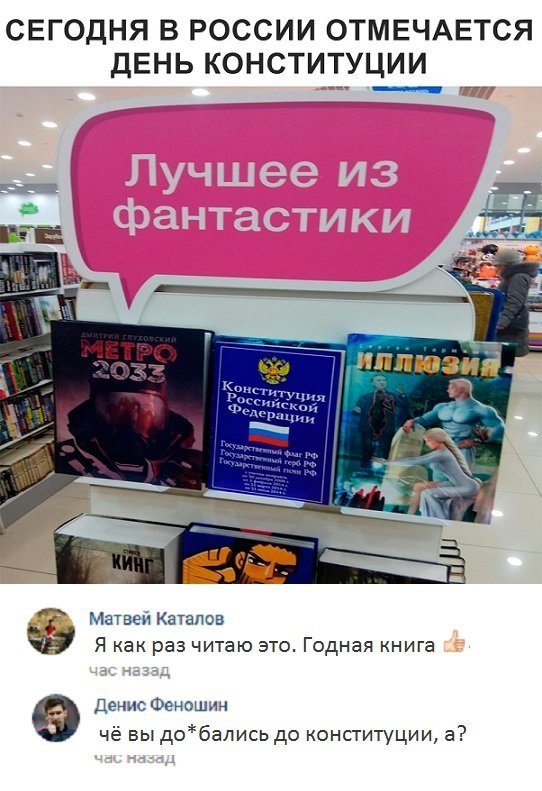 СЕГОДНЯ В РОССИИ ОТМЕЧАЕТСЯ
ДЕНЬ КОНСТИТУЦИИ
Лучшее из
фантастики
ДМИТРИЙ ГЛУХОВСКИЙ
МЕТРО
2033
Конституция
Российской
Федерации
Государственный флаг РФ
Государственный герб РФ
Государственный гимн РФ
Сергей
ИЛЛЮЗИЯ
КИНГ
Матвей Каталов
Я как раз читаю это. Годная книга 👍
час назад
Денис Феношин
чё вы до*бались до конституции, а?
час назад